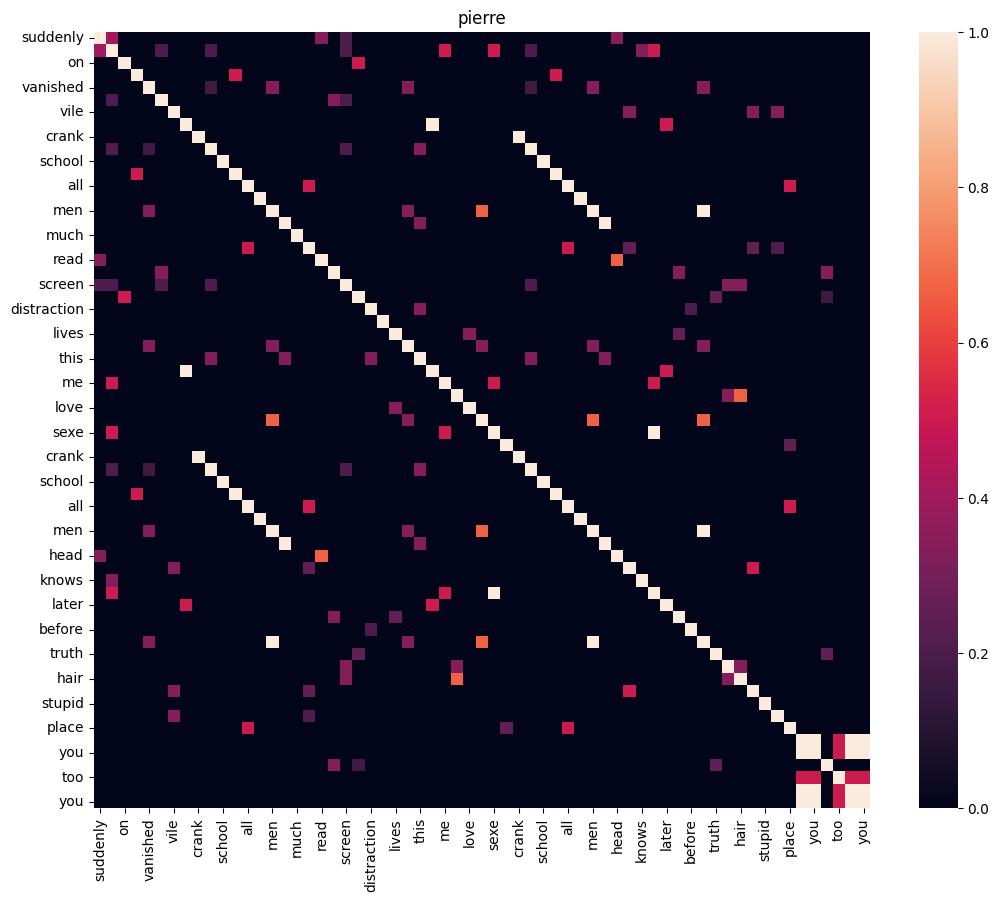 pierre
suddenly
on
vanished
vile
crank
school
all
men
much
read
screen
distraction
lives
this
me
love
sexe
crank
school
all
men
head
knows
later
before
truth
hair
stupid
place
you
too
you
suddenly
on
vanished
vile
crank
school
all
men
much
read
screen
distraction
lives
this
me
love
sexe
crank
school
all
men
head
knows
later
before
truth
hair
stupid
place
you
too
you
1.0
0.8
0.6
0.4
0.2
0.0